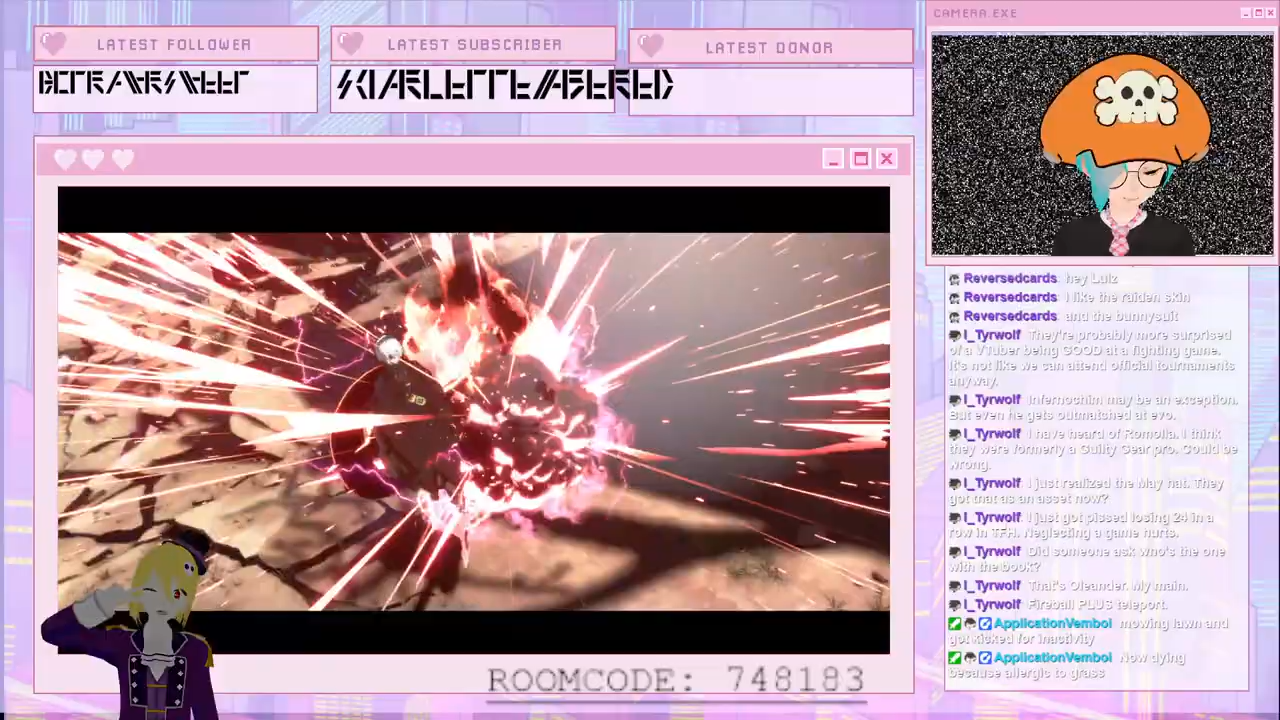 LATEST FOLLOWER
LATEST SUBSCRIBER
LATEST DONOR
CAMERA.EXE
Reversedcards hey Lulz
Reversedcards I like the raiden skin
Reversedcards and the bunnysuit
I_Tyrwolf They're probably more surprised
of a VTuber being GOOD at a fighting game.
It's not like we can attend official tournaments
anyway.
I_Tyrwolf Infernochim may be an exception.
But even he gets outmatched at evo.
I_Tyrwolf I have heard of Romolla. I think
they were formerly a Guilty Gear pro. Could be
wrong.
I_Tyrwolf I just realized the May hat. They
got that as an asset now?
I_Tyrwolf I just got pissed losing 24 in a
row in TFH. Neglecting a game hurts.
I_Tyrwolf Did someone ask who's the one
with the book?
I_Tyrwolf That's Oleander. My main.
I_Tyrwolf Fireball PLUS teleport.
ApplicationVembol mowing lawn and
got kicked for inactivity
ApplicationVembol Now dying
because allergic to grass
ROOMCODE: 748183